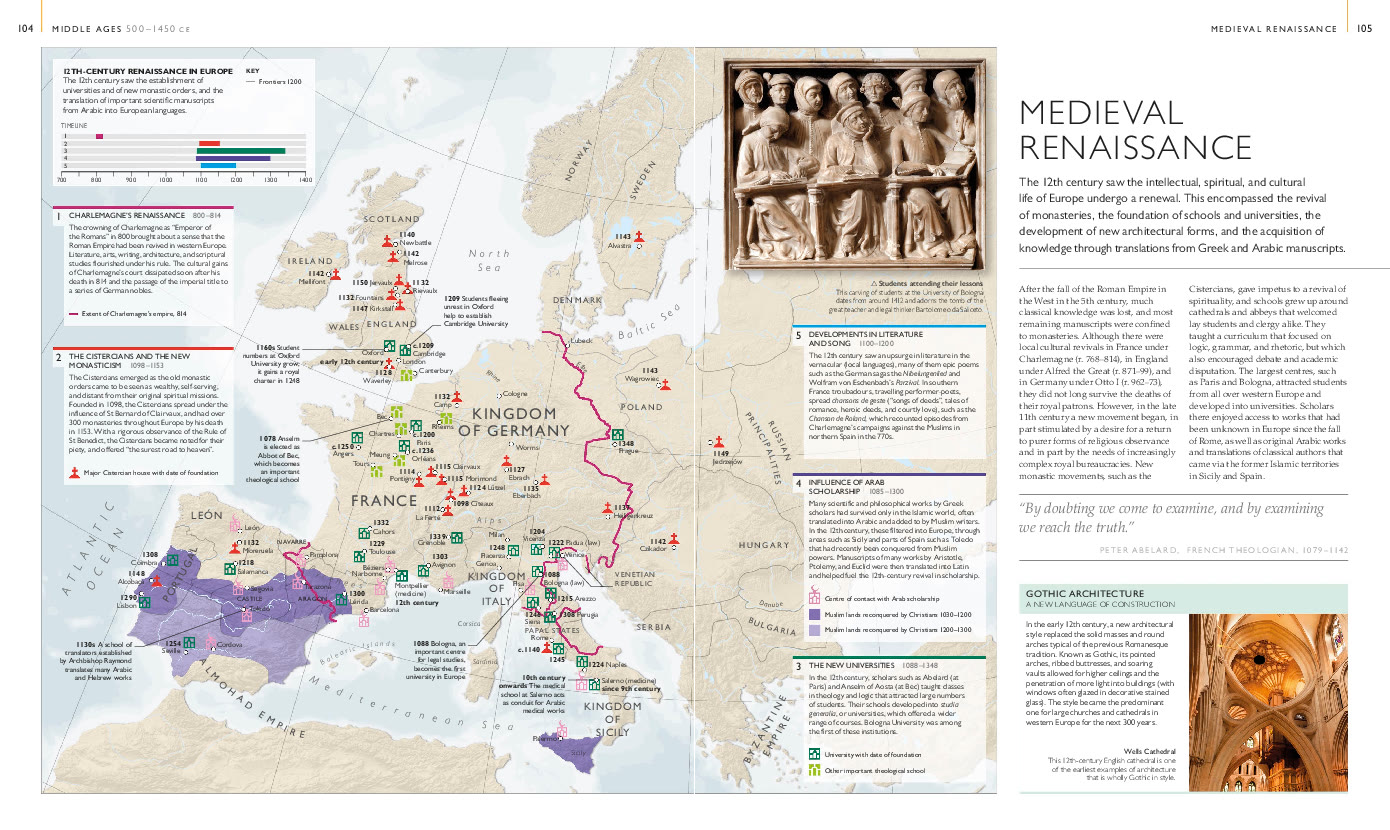 104 MIDDLE AGES 500–1450 CE
MEDIEVAL RENAISSANCE 105
12TH-CENTURY RENAISSANCE IN EUROPE
The 12th century saw the establishment of
universities and of new monastic orders, and the
translation of important scientific manuscripts
from Arabic into European languages.
KEY
Frontiers 1200
TIMELINE
1
2
3
4
5
700 800 900 1000 1100 1200 1300 1400
1 CHARLEMAGNE'S RENAISSANCE 800–814
The crowning of Charlemagne as "Emperor of
the Romans" in 800 brought about a sense that the
Roman Empire had been revived in western Europe.
Literature, arts, writing, architecture, and scriptural
studies flourished under his rule. The cultural gains
of Charlemagne's court dissipated soon after his
death in 814 and the passage of the imperial title to
a series of German nobles.
Extent of Charlemagne's empire, 814
2 THE CISTERCIANS AND THE NEW
MONASTICISM 1098–1153
The Cistercians emerged as the old monastic
orders came to be seen as wealthy, self serving,
and distant from their original spiritual missions.
Founded in 1098, the Cistercians spread under the
influence of St Bernard of Clairvaux, and had over
300 monasteries throughout Europe by his death
in 1153. With a rigorous observance of the Rule of
St Benedict, the Cistercians became noted for their
piety, and offered "the surest road to heaven".
Major Cistercian house with date of foundation
SCOTLAND
1140
Newbattle
1142
Melrose
IRELAND
1142
Mellifont
1150 Jervaulx
1132
Rievaulx
1132 Fountains
1147 Kirkstall
WALES ENGLAND
North
Sea
NORWAY
SWEDEN
1143
Alvastra
DENMARK
Baltic Sea
Lübeck
1209 Students fleeing
unrest in Oxford
help to establish
Cambridge University
1160s Student
numbers at Oxford
University grow;
it gains a royal
charter in 1248
Oxford
c.1209
Cambridge
London
early 12th century
Canterbury
1128
Waverley
Rhine
Cologne
1132
Camp
KINGDOM
OF GERMANY
Worms
1143
Wągrowiec
POLAND
1348
Prague
RUSSIAN
PRINCIPALITIES
1149
Jedrzejow
1078 Anselm
is elected as
Abbot of Bec,
which becomes
an important
theological school
Bec
Rheims
Chartres
c.1200
Paris
c.1250
Angers
c.1236
Orléans
Meung
Tours
1114
Pontigny
1115 Clairvaux
1115 Morimond
1124 Lützel
1098 Cîteaux
1112
La Ferté
1127
Ebrach
1135
Eberbach
FRANCE
Alps
Heiligenkreuz
1142
Czikador
HUNGARY
1332
Cahors
1339
Grenoble
1229
Toulouse
1303
Avignon
Béziers
Narbonne
Montpellier
(medicine)
12th century
Marseille
Milan
1204
Vicenza
1222 Padua (law)
Venice
1248
Piacenza
Genoa
KINGDOM
OF
ITALY
1088
Bologna (law)
Pisa
1215 Arezzo
1246
Siena
1308 Perugia
PAPAL STATES
Rome
VENETIAN
REPUBLIC
Danube
SERBIA
BULGARIA
Corsica
Sardinia
c.1140
1245
1224 Naples
Salerno (medicine)
since 9th century
1088 Bologna, an
important centre
for legal studies,
becomes the first
university in Europe
10th century
onwards The medical
school at Salerno acts
as conduit for Arabic
medical works
KINGDOM
OF
SICILY
Palermo
Sicily
BYZANTINE
EMPIRE
ATLANTIC
OCEAN
LEÓN
León
1132
Moreruela
NAVARRE
Pamplona
1308
Coimbra
PORTUGAL
1148
Alcobaça
1218
Salamanca
Segovia
CASTILE
Toledo
Tarazona
ARAGON
1300
Lérida
Barcelona
1290
Lisbon
1254
Seville
Córdova
Balearic Islands
Mediterranean Sea
ALMOHAD EMPIRE
1130s A school of
translators established
by Archbishop Raymond
translates many Arabic
and Hebrew works
△ Students attending their lessons
This carving of students at the University of Bologna
dates from around 1412 and adorns the tomb of the
great teacher and legal thinker Bartolomeo da Saliceto.
5 DEVELOPMENTS IN LITERATURE
AND SONG 1100–1200
The 12th century saw an upsurge in literature in the
vernacular (local languages), many of them epic poems
such as the German sagas the Nibelungenlied and
Wolfram von Eschenbach's Parzival. In southern
France troubadours, travelling performer-poets,
spread chansons de geste ("songs of deeds", tales of
romance, heroic deeds, and courtly love), such as the
Chanson de Roland, which recounted episodes from
Charlemagne's campaigns against the Muslims in
northern Spain in the 770s.
4 INFLUENCE OF ARAB
SCHOLARSHIP 1085–1300
Many scientific and philosophical works by Greek
scholars had survived only in the Islamic world, often
translated into Arabic and added to by Muslim writers.
In the 12th century, these filtered into Europe, through
areas such as Sicily and parts of Spain such as Toledo
that had recently been conquered from Muslim
powers. Manuscripts of many works by Aristotle,
Ptolemy, and Euclid were then translated into Latin
and helped fuel the 12th-century revival in scholarship.
Centre of contact with Arab scholarship
Muslim lands reconquered by Christians 1030–1200
Muslim lands reconquered by Christians 1200–1300
3 THE NEW UNIVERSITIES 1088–1348
In the 12th century, scholars such as Abelard (at
Paris) and Anselm of Aosta (at Bec) taught classes
in theology and logic that attracted large numbers
of students. Their schools developed into studia
generalia, or universities, which offered a wider
range of courses. Bologna University was among
the first of these institutions.
University with date of foundation
Other important theological school
MEDIEVAL
RENAISSANCE
The 12th century saw the intellectual, spiritual, and cultural
life of Europe undergo a renewal. This encompassed the revival
of monasteries, the foundation of schools and universities, the
development of new architectural forms, and the acquisition of
knowledge through translations from Greek and Arabic manuscripts.
After the fall of the Roman Empire in
the West in the 5th century, much
classical knowledge was lost, and most
remaining manuscripts were confined
to monasteries. Although there were
local cultural revivals in France under
Charlemagne (r. 768–814), in England
under Alfred the Great (r. 871–99), and
in Germany under Otto I (r. 962–73),
they did not long survive the deaths of
their royal patrons. However, in the late
11th century a new movement began, in
part stimulated by a desire for a return
to purer forms of religious observance
and in part by the needs of increasingly
complex royal bureaucracies. New
monastic movements, such as the
Cistercians, gave impetus to a revival of
spirituality, and schools grew up around
cathedrals and abbeys that welcomed
lay students and clergy alike. They
taught a curriculum that focused on
logic, grammar, and rhetoric, but which
also encouraged debate and academic
disputation. The largest centres, such
as Paris and Bologna, attracted students
from all over western Europe and
developed into universities. Scholars
there enjoyed access to works that had
been unknown in Europe since the fall
of Rome, as well as original Arabic works
and translations of classical authors that
came via the former Islamic territories
in Sicily and Spain.
"By doubting we come to examine, and by examining
we reach the truth."
PETER ABELARD, FRENCH THEOLOGIAN, 1079–1142
GOTHIC ARCHITECTURE
A NEW LANGUAGE OF CONSTRUCTION
In the early 12th century, a new architectural
style replaced the solid masses and round
arches typical of the previous Romanesque
tradition. Known as Gothic, its pointed
arches, ribbed buttresses, and soaring
vaults allowed for higher ceilings and the
penetration of more light into buildings (with
windows often glazed in decorative stained
glass). The style became the predominant
one for large churches and cathedrals in
western Europe for the next 300 years.
Wells Cathedral
This 12th-century English cathedral is one
of the earliest examples of architecture
that is wholly Gothic in style.